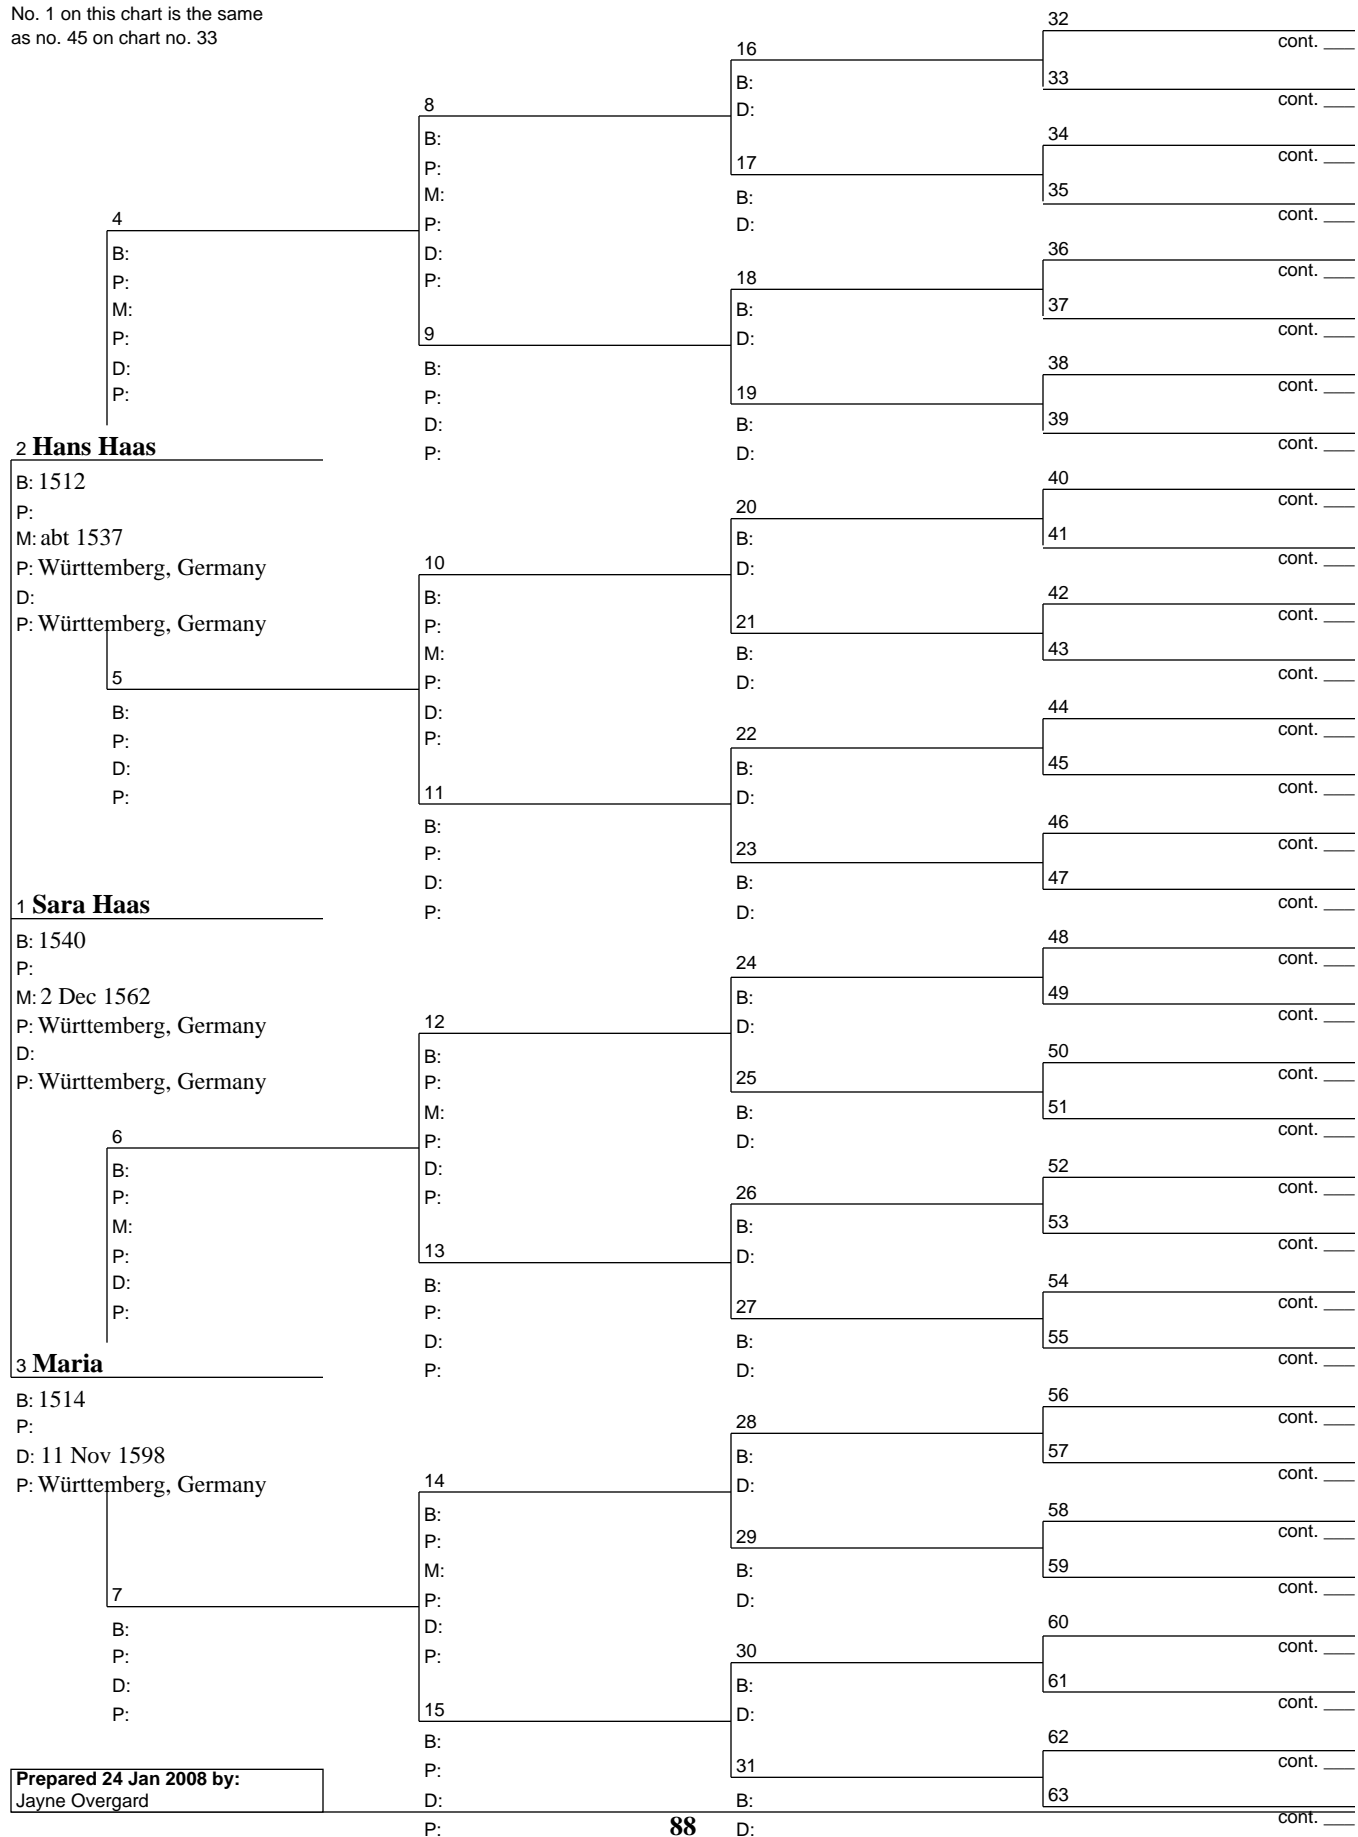 No. 1 on this chart is the same
as no. 45 on chart no. 33
4
B:
P:
M:
P:
D:
P:
2 Hans Haas
B: 1512
P:
M: abt 1537
P: Württemberg, Germany
D:
P: Württemberg, Germany
5
B:
P:
D:
P:
1 Sara Haas
B: 1540
P:
M: 2 Dec 1562
P: Württemberg, Germany
D:
P: Württemberg, Germany
6
B:
P:
M:
P:
D:
P:
3 Maria
B: 1514
P:
D: 11 Nov 1598
P: Württemberg, Germany
7
B:
P:
D:
P:
8
B:
P:
M:
P:
D:
P:
9
B:
P:
D:
P:
10
B:
P:
M:
P:
D:
P:
11
B:
P:
D:
P:
12
B:
P:
M:
P:
D:
P:
13
B:
P:
D:
P:
14
B:
P:
M:
P:
D:
P:
15
B:
P:
D:
P:
16
B:
D:
17
B:
D:
18
B:
D:
19
B:
D:
20
B:
D:
21
B:
D:
22
B:
D:
23
B:
D:
24
B:
D:
25
B:
D:
26
B:
D:
27
B:
D:
28
B:
D:
29
B:
D:
30
B:
D:
31
B:
D:
32
cont. ___
33
cont. ___
34
cont. ___
35
cont. ___
36
cont. ___
37
cont. ___
38
cont. ___
39
cont. ___
40
cont. ___
41
cont. ___
42
cont. ___
43
cont. ___
44
cont. ___
45
cont. ___
46
cont. ___
47
cont. ___
48
cont. ___
49
cont. ___
50
cont. ___
51
cont. ___
52
cont. ___
53
cont. ___
54
cont. ___
55
cont. ___
56
cont. ___
57
cont. ___
58
cont. ___
59
cont. ___
60
cont. ___
61
cont. ___
62
cont. ___
63
cont. ___
Prepared 24 Jan 2008 by:
Jayne Overgard
88